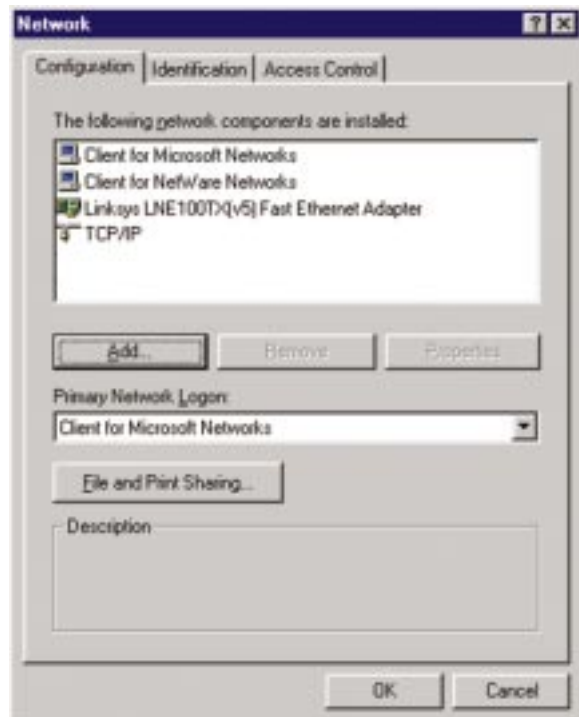 Network
Configuration Identification Access Control
The following network components are installed:
Client for Microsoft Networks
Client for NetWare Networks
Linksys LNE100TX(v5) Fast Ethernet Adapter
TCP/IP
Add... Remove Properties
Primary Network Logon:
Client for Microsoft Networks
File and Print Sharing...
Description
OK Cancel